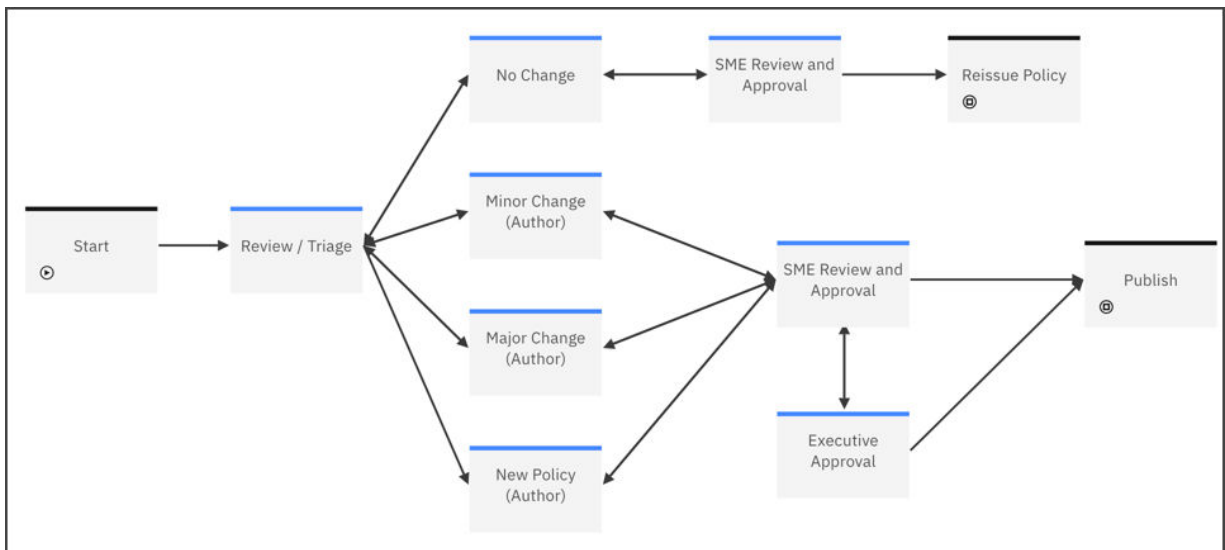 No Change
SME Review and
Approval
Reissue Policy
Minor Change
(Author)
Start
Review / Triage
SME Review and
Approval
Publish
Major Change
(Author)
Executive
Approval
New Policy
(Author)